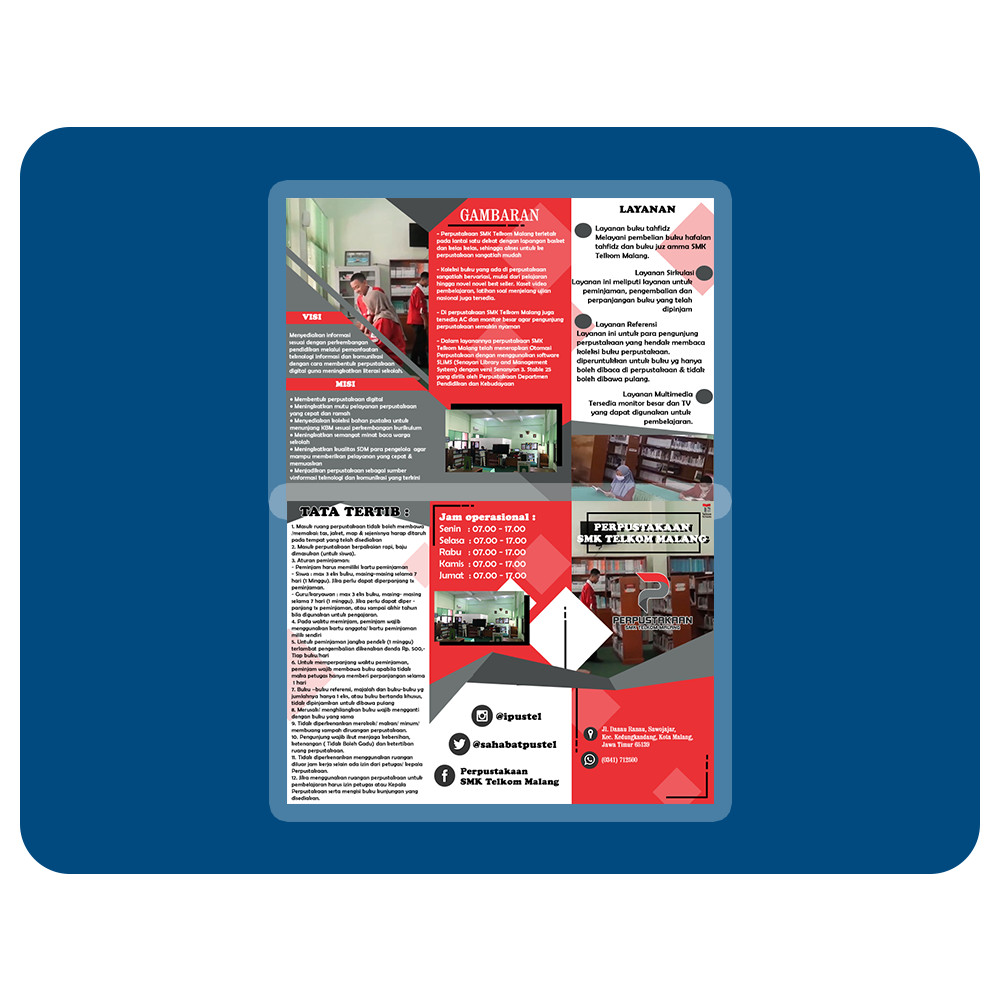 VISI
Menyediakan informasi
sesuai dengan perkembangan
pendidikan melalui pemanfaatan
teknologi informasi dan komunikasi
dengan cara membentuk perpustakaan
digital guna meningkatkan literasi sekolah.
MISI
● Membentuk perpustakaan digital
● Meningkatkan mutu pelayanan perpustakaan
yang cepat dan ramah
● Menyediakan koleksi bahan pustaka untuk
menunjang KBM sesuai perkembangan kurikulum
● Meningkatkan semangat minat baca warga
sekolah
● Meningkatkan kualitas SDM para pengelola agar
mampu memberikan pelayanan yang cepat &
memuaskan
● Menjadikan perpustakaan sebagai sumber
vinformasi teknologi dan komunikasi yang terkini
GAMBARAN
- Perpustakaan SMK Telkom Malang terletak
pada lantai satu dekat dengan lapangan basket
dan kelas kelas, sehingga akses untuk ke
perpustakaan sangatlah mudah
- Koleksi buku yang ada di perpustakaan
sangatlah bervariasi, mulai dari pelajaran
hingga novel novel best seller. Kaset video
pembelajaran, latihan soal menjelang ujian
nasional juga tersedia.
- Di perpustakaan SMK Telkom Malang juga
tersedia AC dan monitor besar agar pengunjung
perpustakaan semakin nyaman
- Dalam layanannya perpustakaan SMK
Telkom Malang telah menerapkan Otomasi
Perpustakaan dengan menggunakan software
SLIMS (Senayan Library and Management
System) dengan versi Senanyan 3. Stable 25
yang dirilis oleh Perpustakaan Departmen
Pendidikan dan Kebudayaan
LAYANAN
Layanan buku tahfidz
Melayani pembelian buku hafalan
tahfidz dan buku juz amma SMK
Telkom Malang.
Layanan Sirkulasi
Layanan ini meliputi layanan untuk
peminjaman, pengembalian dan
perpanjangan buku yang telah
dipinjam
Layanan Referensi
Layanan ini untuk para pengunjung
perpustakaan yang hendak membaca
koleksi buku perpustakaan.
diperuntukkan untuk buku yg hanya
boleh dibaca di perpustakaan & tidak
boleh dibawa pulang.
Layanan Multimedia
Tersedia monitor besar dan TV
yang dapat digunakan untuk
pembelajaran.
TATA TERTIB :
1. Masuk ruang perpustakaan tidak boleh membawa
/memakai: tas, jaket, map & sejenisnya harap ditaruh
pada tempat yang telah disediakan
2. Masuk perpustakaan berpakaian rapi, baju
dimasukan (untuk siswa).
3. Aturan peminjaman:
- Peminjam harus memiliki kartu peminjaman
- Siswa : max 3 eks buku, masing-masing selama 7
hari (1 Minggu). Jika perlu dapat diperpanjang 1x
peminjaman.
- Guru/karyawan : max 3 eks buku, masing- masing
selama 7 hari (1 minggu). Jika perlu dapat diper -
panjang 1x pinjaman, atau sampai akhir tahun
bila digunakan untuk pengajaran.
4. Pada waktu meminjam, peminjam wajib
menggunakan kartu anggota/ kartu peminjaman
milik sendiri
5. Untuk peminjaman jangka pendek (1 minggu)
terlambat pengembalian dikenakan denda Rp. 500,-
Tiap buku/hari
6. Untuk memperpanjang waktu peminjaman,
peminjam wajib membawa buku apabila tidak
maka petugas hanya memberi perpanjangan selama
1 hari
7. Buku -buku referensi, majalah dan buku-buku yg
jumlahnya hanya 1 eks, atau buku bertanda khusus,
tidak dipinjamkan untuk dibawa pulang
8. Merusak/ menghilangkan buku wajib mengganti
dengan buku yang sama
9. Tidak diperkenankan merokok/ makan/ minum/
membuang sampah diruangan perpustakaan.
10. Pengunjung wajib ikut menjaga kebersihan,
ketenangan ( Tidak Boleh Gadu) dan ketertiban
ruang perpustakaan.
11. Tidak diperkenankan menggunakan ruangan
diluar jam kerja selain ada izin dari petugas/ kepala
Perpustakaan.
12. Jika menggunakan ruangan perpustakaan untuk
pembelajaran harus izin petugas atau Kepala
Perpustakaan serta mengisi buku kunjungan yang
disediakan.
Jam operasional :
Senin : 07.00 - 17.00
Selasa : 07.00 - 17.00
Rabu : 07.00 - 17.00
Kamis : 07.00 - 17.00
Jumat : 07.00 - 17.00
@ipustel
@sahabatpustel
Perpustakaan
SMK Telkom Malang
PERPUSTAKAAN
SMK TELKOM MALANG
PERPUSTAKAAN
SMK TELKOM MALANG
Jl. Danau Ranau, Sawojajar,
Kec. Kedungkandang, Kota Malang,
Jawa Timur 65139
(0341) 712500